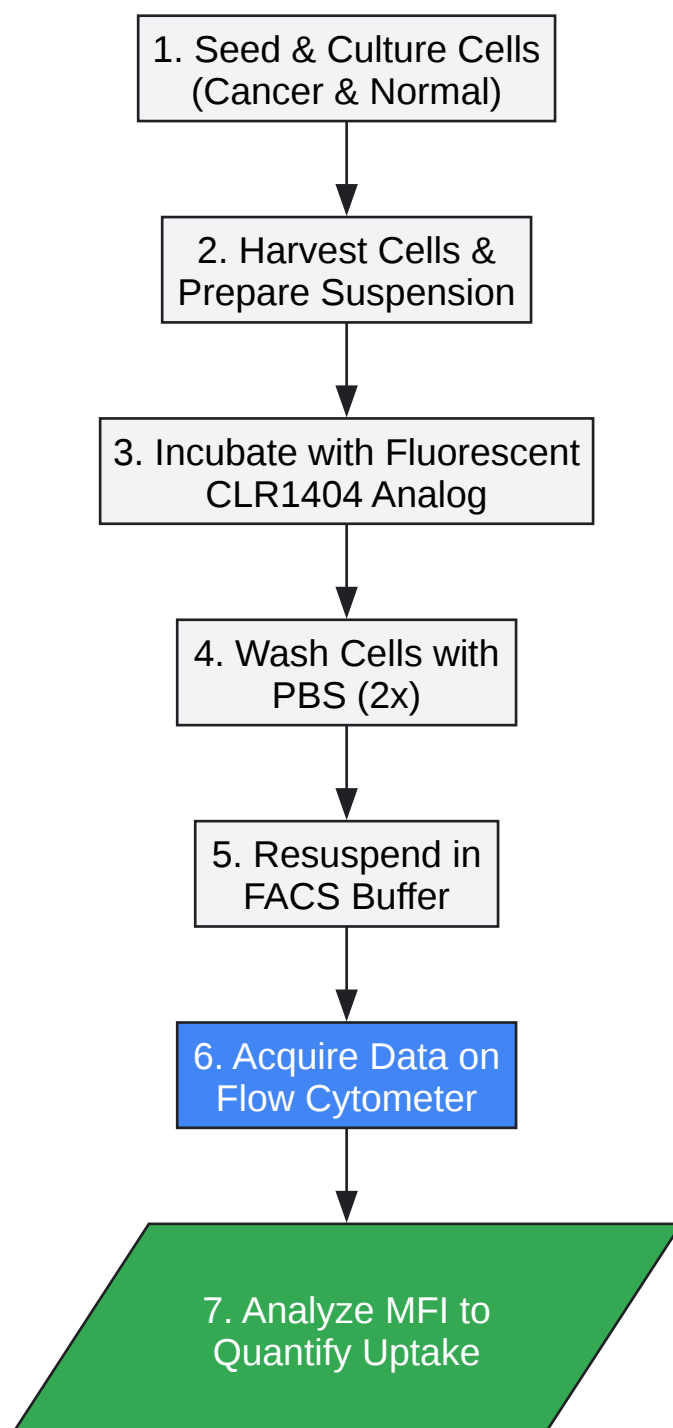 1. Seed & Culture Cells
(Cancer & Normal)
2. Harvest Cells &
Prepare Suspension
3. Incubate with Fluorescent
CLR1404 Analog
4. Wash Cells with
PBS (2x)
5. Resuspend in
FACS Buffer
6. Acquire Data on
Flow Cytometer
7. Analyze MFI to
Quantify Uptake